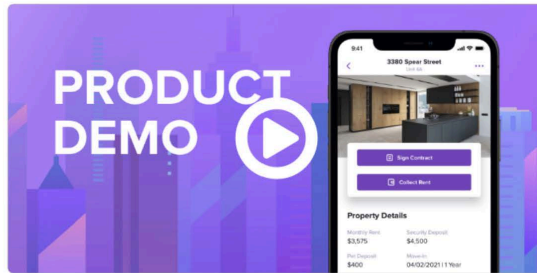 PRODUCT
DEMO
9:41
3380 Spear Street
Sign Contract
Collect Rent
Property Details
Monthly Rent
Security Deposit
$3,575
$4,500
Pet Deposit
Move-in
$400
04/02/2021 | 1 Year